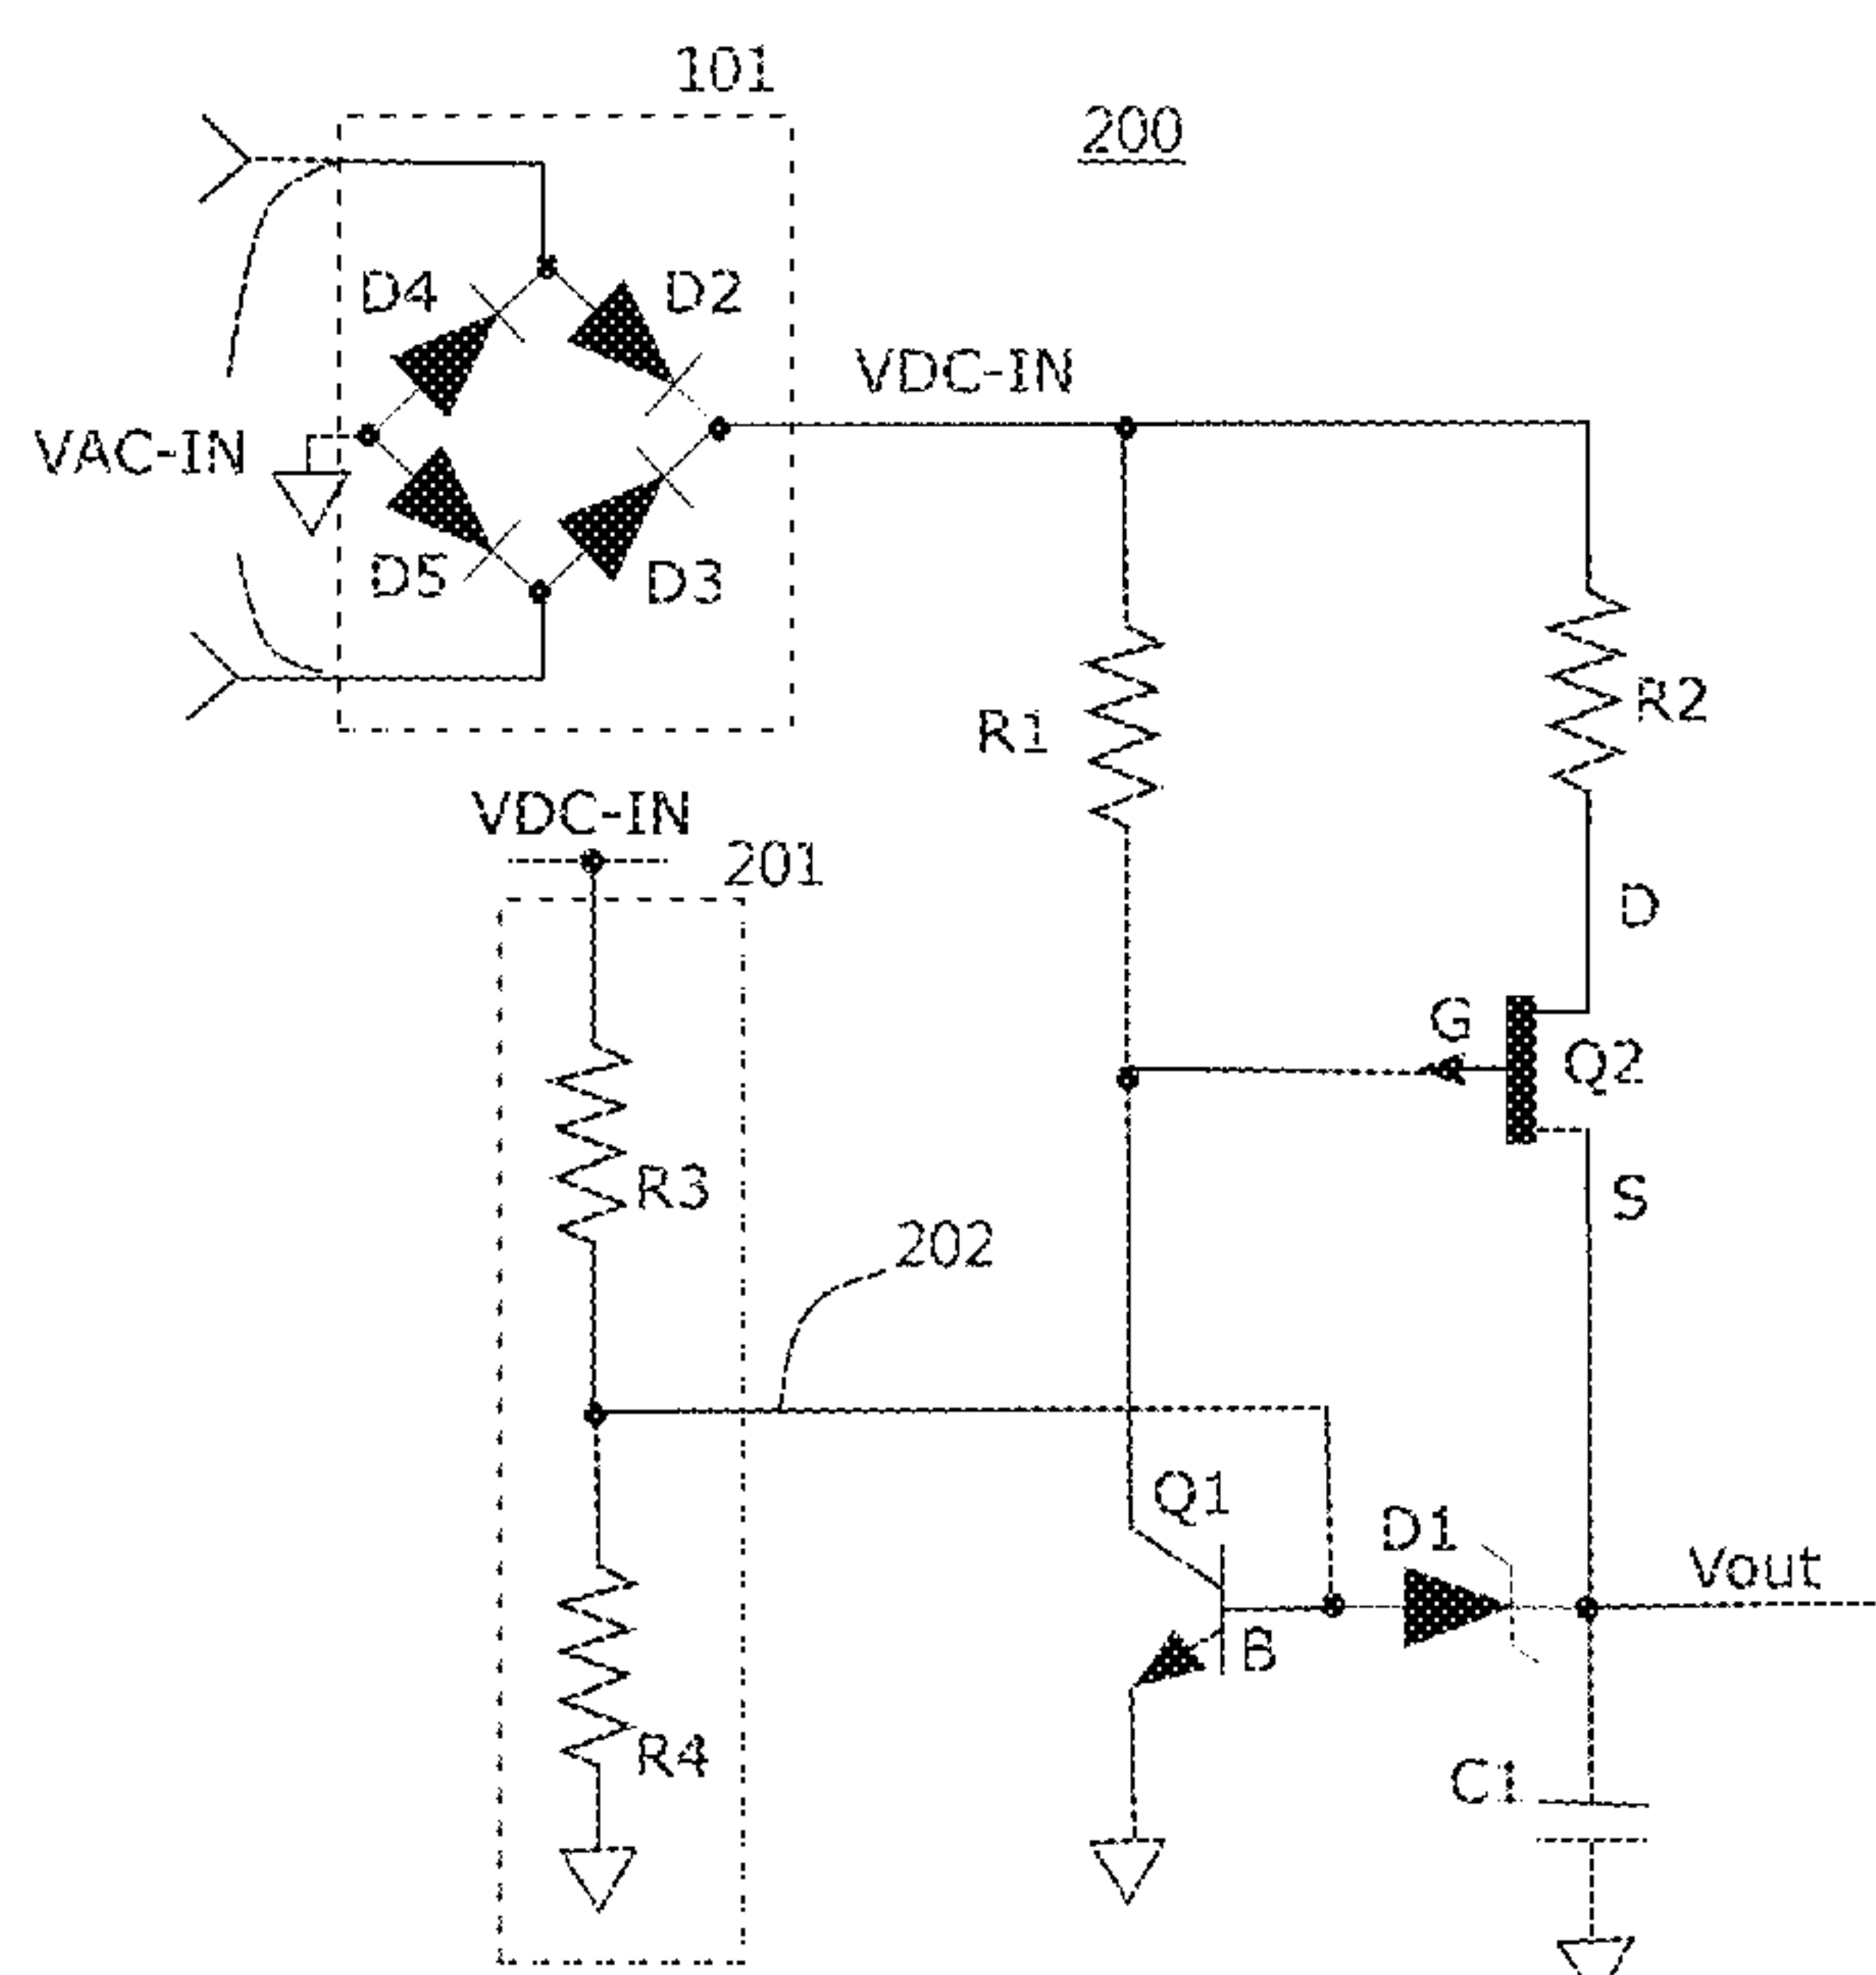 101
200
D4
D2
VDC-IN
VAC-IN
D5
D3
R1
R2
VDC-IN
201
D
G
Q2
R3
S
202
Q1
D1
Vout
B
R4
C1